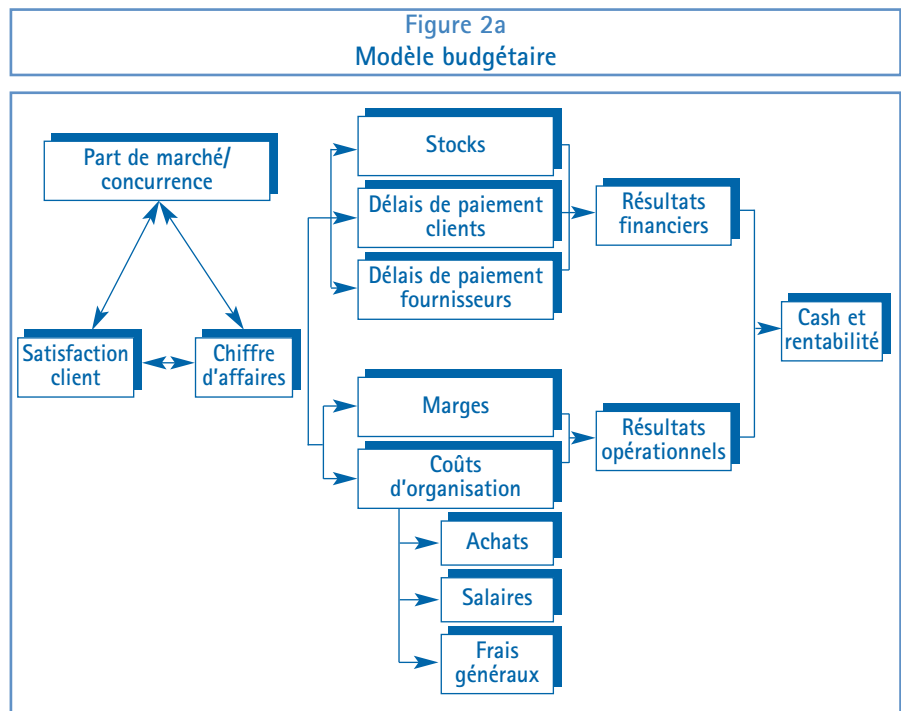 Figure 2a
Modèle budgétaire
Part de marché/
concurrence
Satisfaction
client
Chiffre
d'affaires
Stocks
Délais de paiement
clients
Délais de paiement
fournisseurs
Marges
Coûts
d'organisation
Achats
Salaires
Frais
généraux
Résultats
financiers
Résultats
opérationnels
Cash et
rentabilité